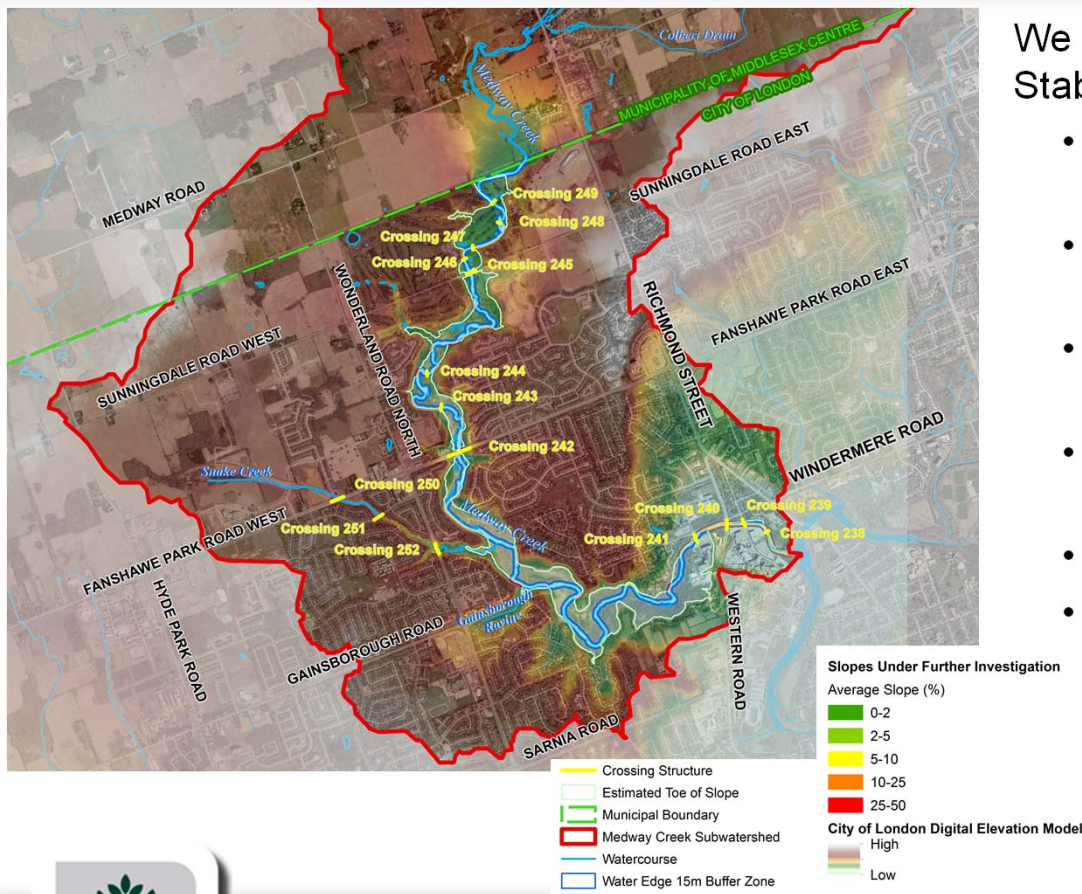 We
Stab
•
•
•
•
•
•
Colbert Drain
Medway Creek
MUNICIPALITY OF MIDDLESEX CENTRE
CITY OF LONDON
SUNNINGDALE ROAD EAST
MEDWAY ROAD
Crossing 249
Crossing 248
Crossing 247
Crossing 246
Crossing 245
WONDERLAND ROAD NORTH
RICHMOND STREET
FANSHAWE PARK ROAD EAST
SUNNINGDALE ROAD WEST
Crossing 244
Crossing 243
Crossing 242
WINDERMERE ROAD
Snake Creek
Crossing 250
Crossing 251
Crossing 252
Medway Creek
Crossing 240
Crossing 239
Crossing 241
Crossing 238
FANSHAWE PARK ROAD WEST
HYDE PARK ROAD
Gainsborough
Ravine
GAINSBOROUGH ROAD
WESTERN ROAD
SARNIA ROAD
Crossing Structure
Estimated Toe of Slope
Municipal Boundary
Medway Creek Subwatershed
Watercourse
Water Edge 15m Buffer Zone
Slopes Under Further Investigation
Average Slope (%)
0-2
2-5
5-10
10-25
25-50
City of London Digital Elevation Model
High
Low